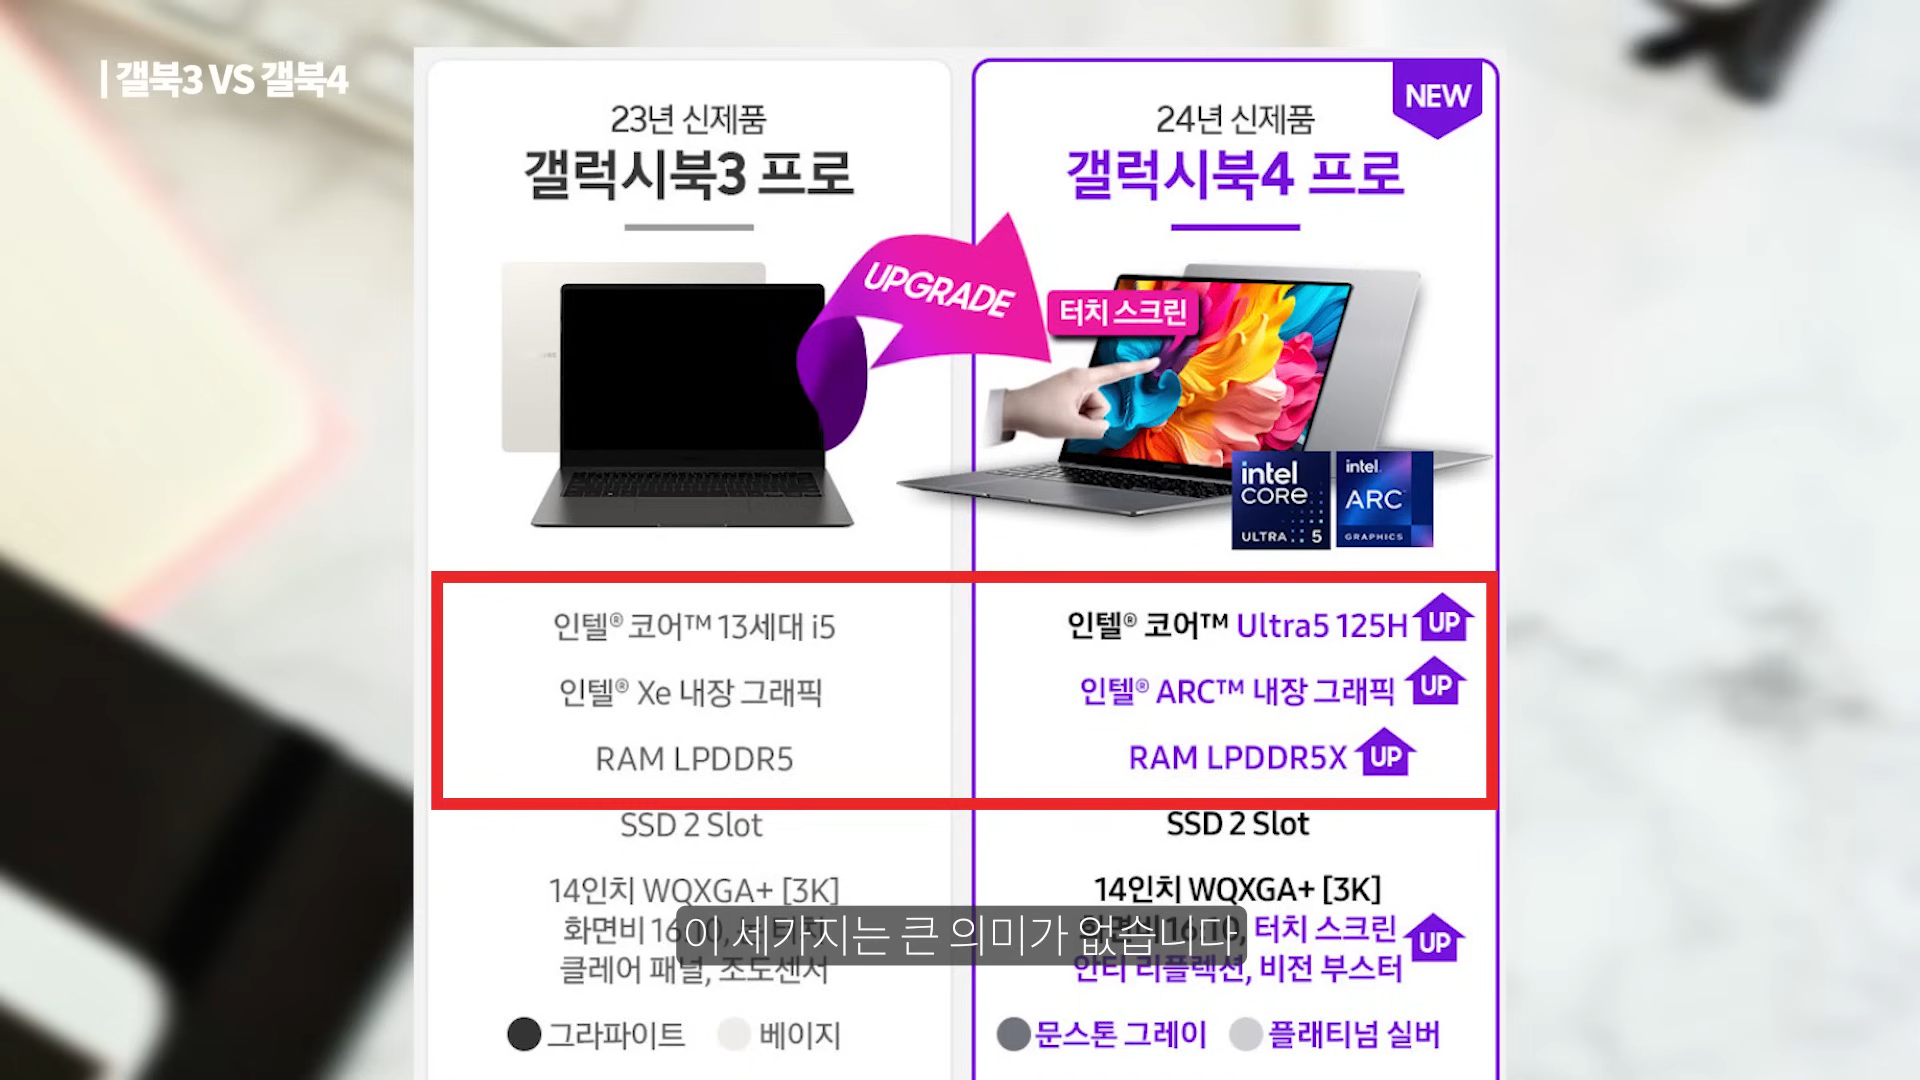 | 갤북3 VS 갤북4
23년 신제품
갤럭시북3 프로
24년 신제품
갤럭시북4 프로
NEW
UPGRADE
터치 스크린
intel
CORE
ULTRA 5
intel
ARC
GRAPHICS
인텔® 코어™ 13세대 i5
인텔® Xe 내장 그래픽
RAM LPDDR5
SSD 2 Slot
14인치 WQXGA+ [3K]
화면비
클레어 패널, 조도센서
그라파이트
베이지
인텔® 코어™ Ultra5 125H UP
인텔® ARC™ 내장 그래픽 UP
RAM LPDDR5X UP
SSD 2 Slot
14인치 WQXGA+ [3K]
화면비 16:10, 터치 스크린
안티 리플렉션, 비전 부스터 UP
문스톤 그레이
플래티넘 실버
이 세가지는 큰 의미가 없습니다